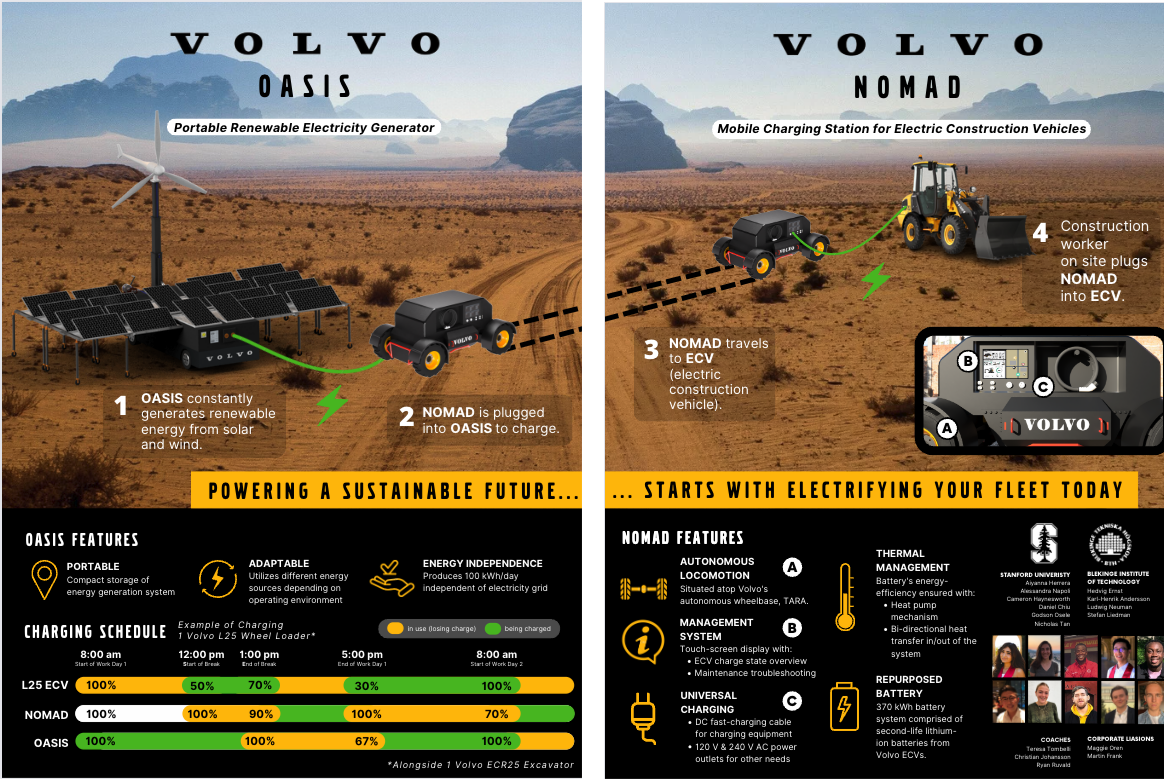 VOLVO
OASIS
Portable Renewable Electricity Generator
VOLVO
VOLVO
1
OASIS constantly
generates renewable
energy from solar
and wind.
2
NOMAD is plugged
into OASIS to charge.
POWERING A SUSTAINABLE FUTURE...
OASIS FEATURES
PORTABLE
Compact storage of
energy generation system
ADAPTABLE
Utilizes different energy
sources depending on
operating environment
ENERGY INDEPENDENCE
Produces 100 kWh/day
independent of electricity grid
CHARGING SCHEDULE
Example of Charging
1 Volvo L25 Wheel Loader*
in use (losing charge)
being charged
8:00 am 12:00 pm 1:00 pm 5:00 pm 8:00 am
Start of Work Day 1 Start of Break End of Break End of Work Day 1 Start of Work Day 2
L25 ECV 100% 50% 70% 30% 100%
NOMAD 100% 100% 90% 100% 70%
OASIS 100% 100% 67% 100%
*Alongside 1 Volvo ECR25 Excavator
VOLVO
NOMAD
Mobile Charging Station for Electric Construction Vehicles
VOLVO
4
Construction
worker
on site plugs
NOMAD
into ECV.
3
NOMAD travels
to ECV
(electric
construction
vehicle).
B
C
A
VOLVO
... STARTS WITH ELECTRIFYING YOUR FLEET TODAY
NOMAD FEATURES
AUTONOMOUS
LOCOMOTION
A
Situated atop Volvo's
autonomous wheelbase, TARA.
MANAGEMENT
SYSTEM
B
Touch-screen display with:
• ECV charge state overview
• Maintenance troubleshooting
UNIVERSAL
CHARGING
C
• DC fast-charging cable
for charging equipment
• 120 V & 240 V AC power
outlets for other needs
THERMAL
MANAGEMENT
Battery's energy-
efficiency ensured with:
• Heat pump
mechanism
• Bi-directional heat
transfer in/out of the
system
REPURPOSED
BATTERY
370 kWh battery
system comprised of
second-life lithium-
ion batteries from
Volvo ECVs.
STANFORD UNIVERISTY
Aiyanna Herrera
Alessandra Napoli
Cameron Haynesworth
Daniel Chiu
Godson Osele
Nicholas Tan
BLEKINGE INSTITUTE
OF TECHNOLOGY
Hedvig Ernst
Karl-Henrik Andersson
Ludwig Neuman
Stefan Liedman
COACHES
Teresa Tombelli
Christian Johansson
Ryan Ruvald
CORPORATE LIASIONS
Maggie Oren
Martin Frank